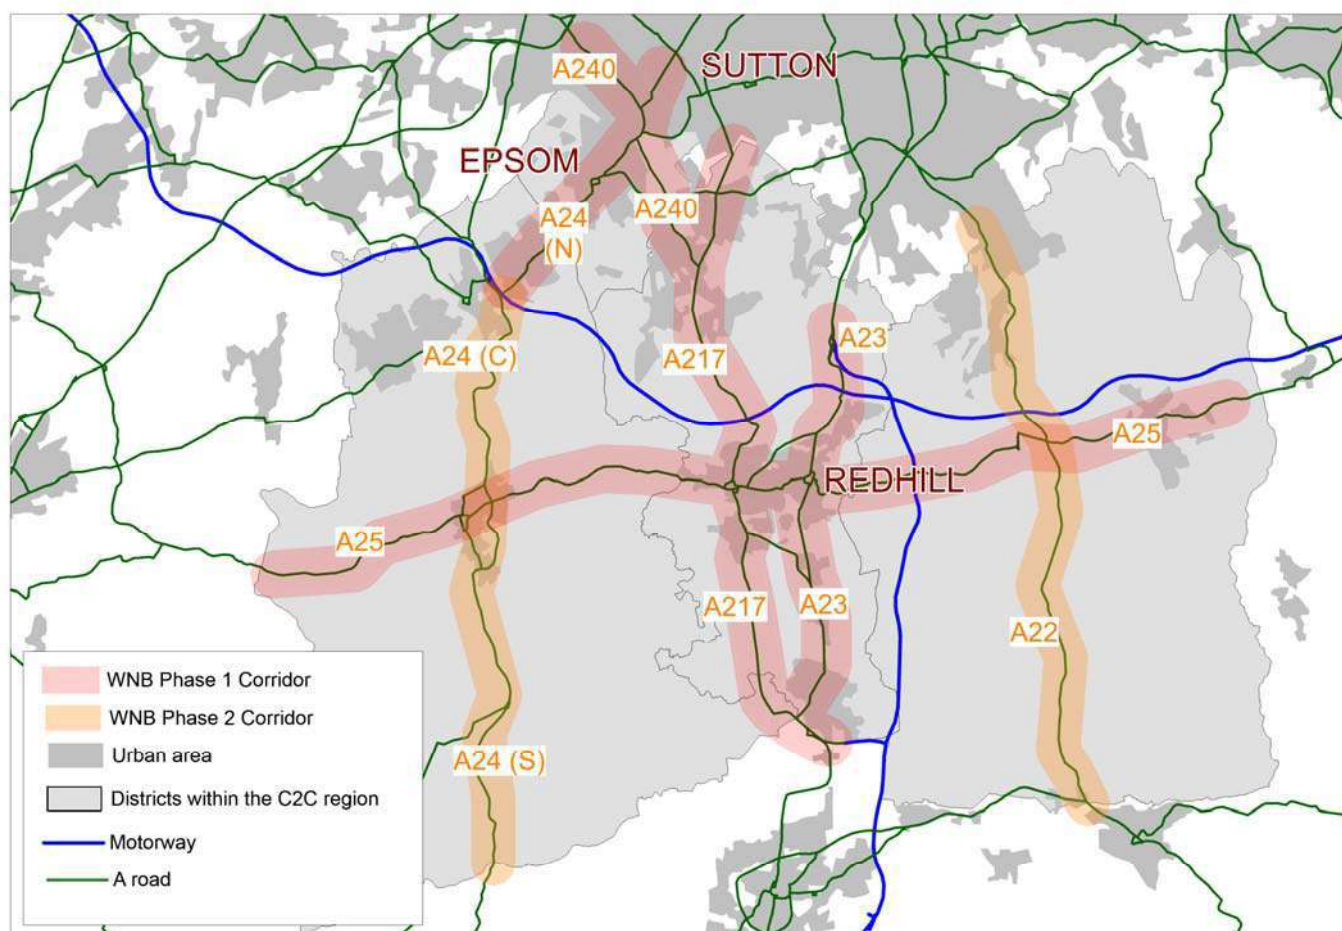 SUTTON
A240
EPSOM
A240
A24
(N)
A23
A24 (C)
A217
A25
REDHILL
A25
A217
A23
A22
A24 (S)
WNB Phase 1 Corridor
WNB Phase 2 Corridor
Urban area
Districts within the C2C region
Motorway
A road